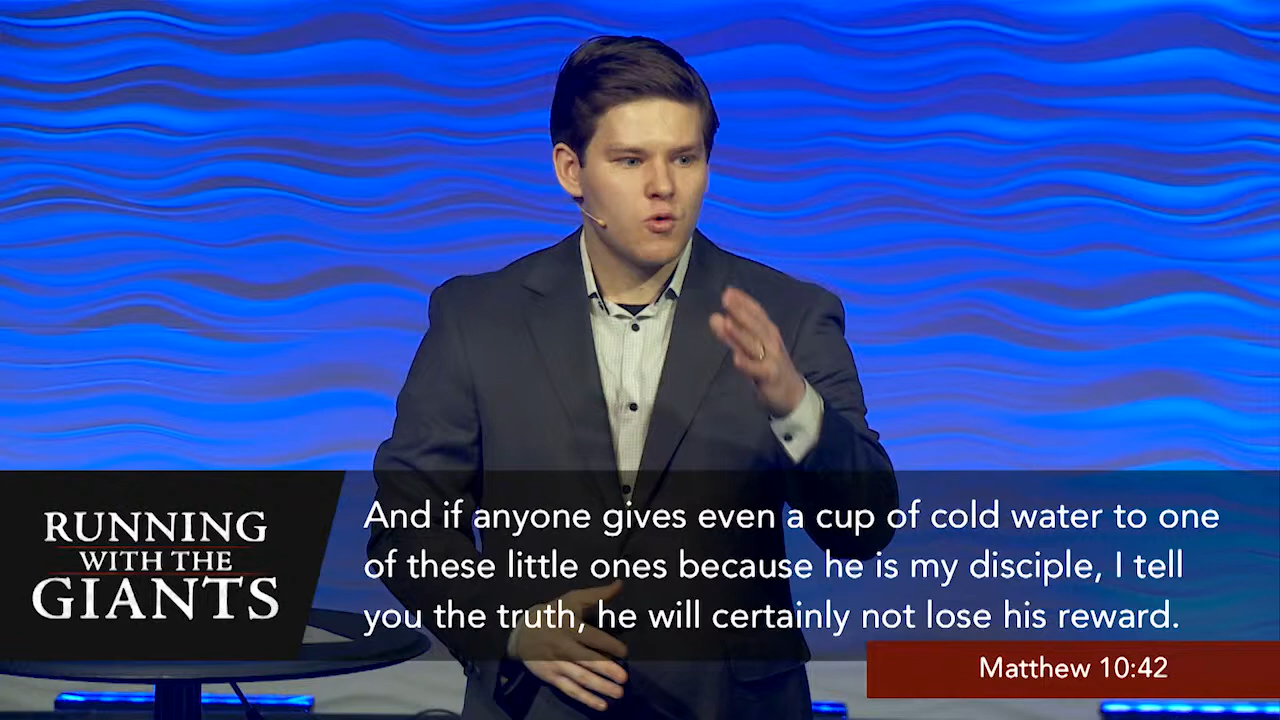 RUNNING
WITH THE
GIANTS
And if anyone gives even a cup of cold water to one
of these little ones because he is my disciple, I tell
you the truth, he will certainly not lose his reward.
Matthew 10:42